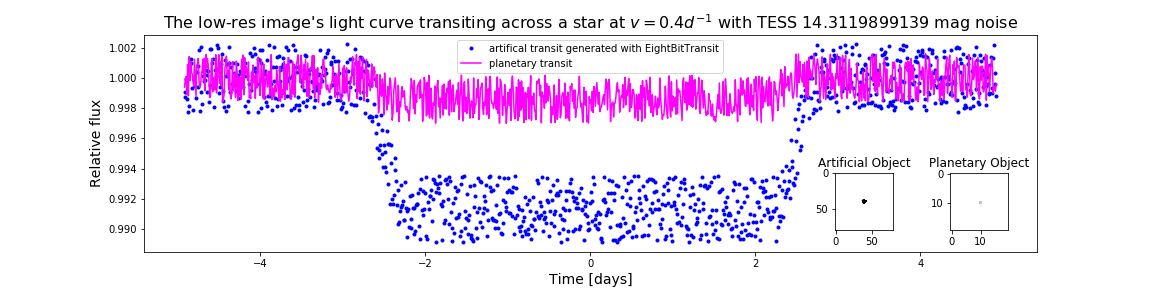 The low-res image's light curve transiting across a star at v = 0.4d⁻¹ with TESS 14.3119899139 mag noise
artifical transit generated with EightBitTransit
planetary transit
Relative flux
1.002
1.000
0.998
0.996
0.994
0.992
0.990
Artificial Object
0
50
0
50
Planetary Object
0
10
0
10
−4
−2
0
2
4
Time [days]